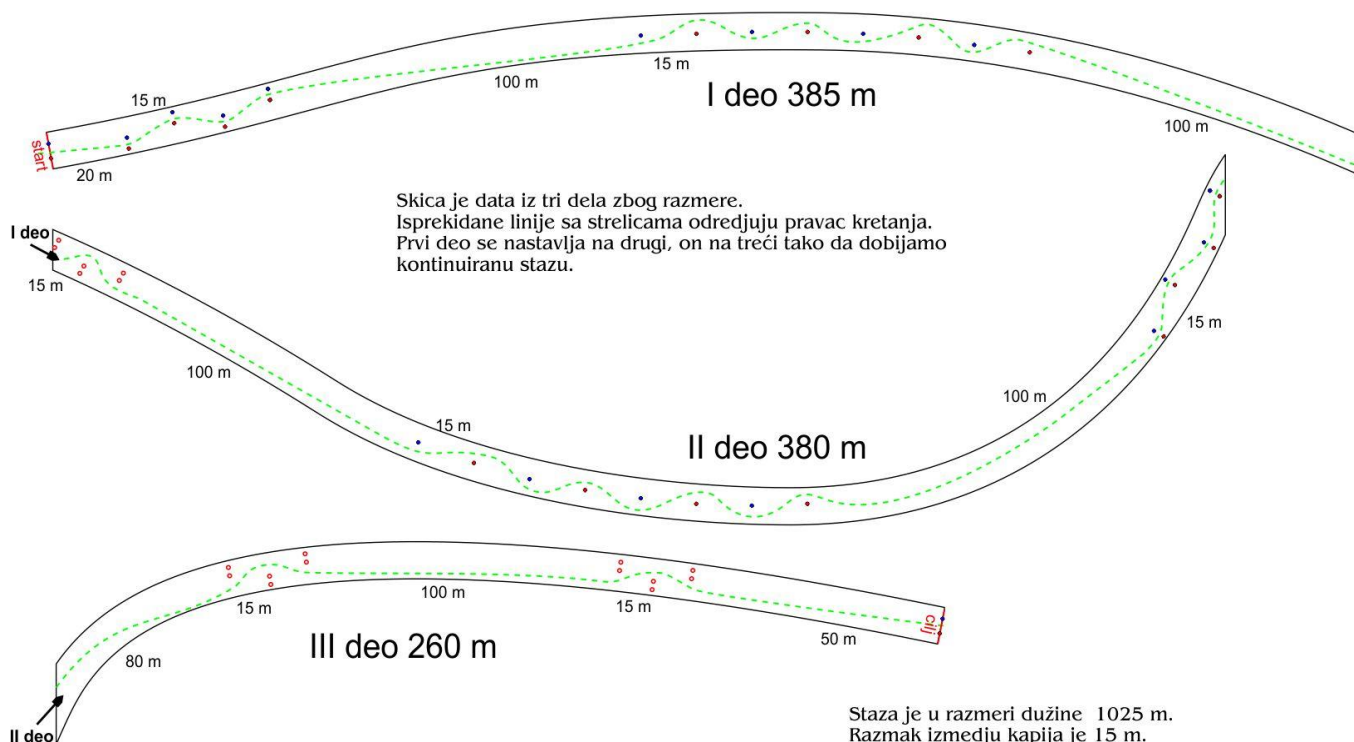 15 m
100 m
15 m
I deo 385 m
start
20 m
100 m
Skica je data iz tri dela zbog razmere.
Isprekidane linije sa strelicama odredjuju pravac kretanja.
Prvi deo se nastavlja na drugi, on na treći tako da dobijamo
kontinuiranu stazu.
I deo
15 m
100 m
15 m
II deo 380 m
100 m
15 m
15 m
100 m
15 m
80 m
III deo 260 m
50 m
cilj
II deo
Staza je u razmeri dužine 1025 m.
Razmak izmedju kapija je 15 m.